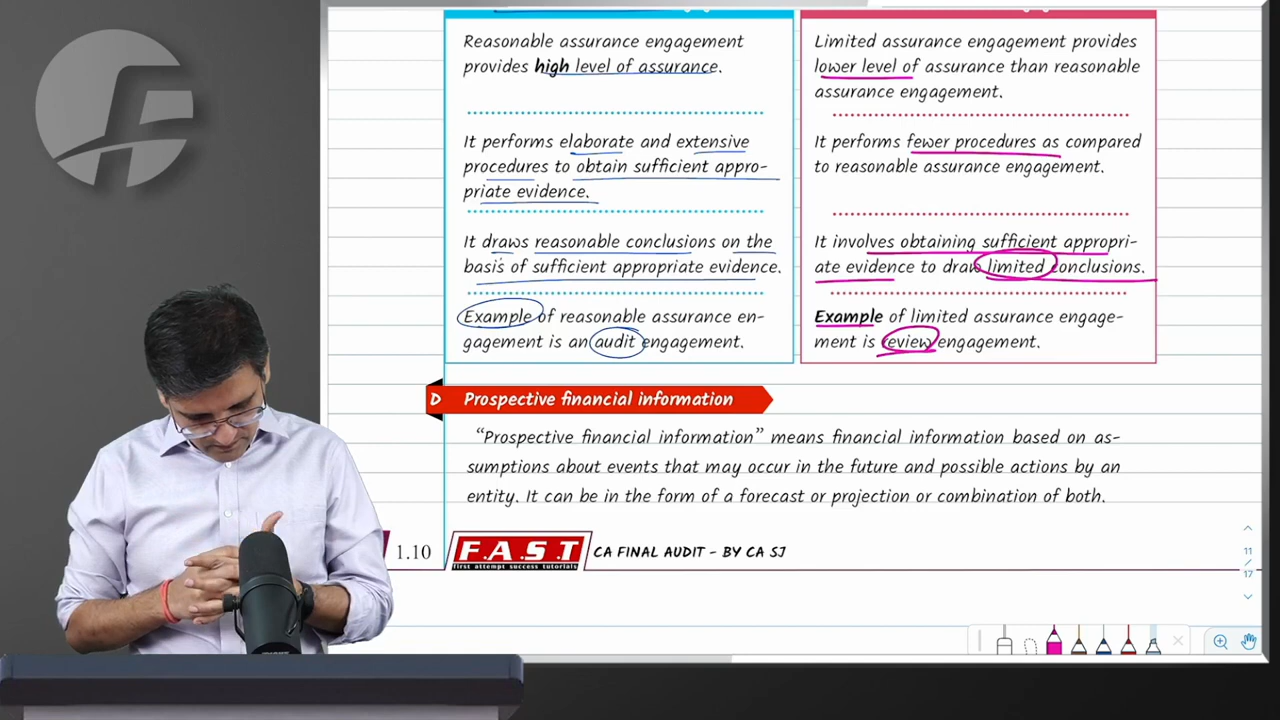 Reasonable assurance engagement
provides high level of assurance.
It performs elaborate and extensive
procedures to obtain sufficient appro-
priate evidence.
It draws reasonable conclusions on the
basis of sufficient appropriate evidence.
Example of reasonable assurance en-
gagement is an audit engagement.
Limited assurance engagement provides
lower level of assurance than reasonable
assurance engagement.
It performs fewer procedures as compared
to reasonable assurance engagement.
It involves obtaining sufficient appropri-
ate evidence to draw limited conclusions.
Example of limited assurance engage-
ment is review engagement.
D Prospective financial information
“Prospective financial information” means financial information based on as-
sumptions about events that may occur in the future and possible actions by an
entity. It can be in the form of a forecast or projection or combination of both.
1.10
F.A.S.T
first attempt success tutorials
CA FINAL AUDIT - BY CA SJ
11
/
17